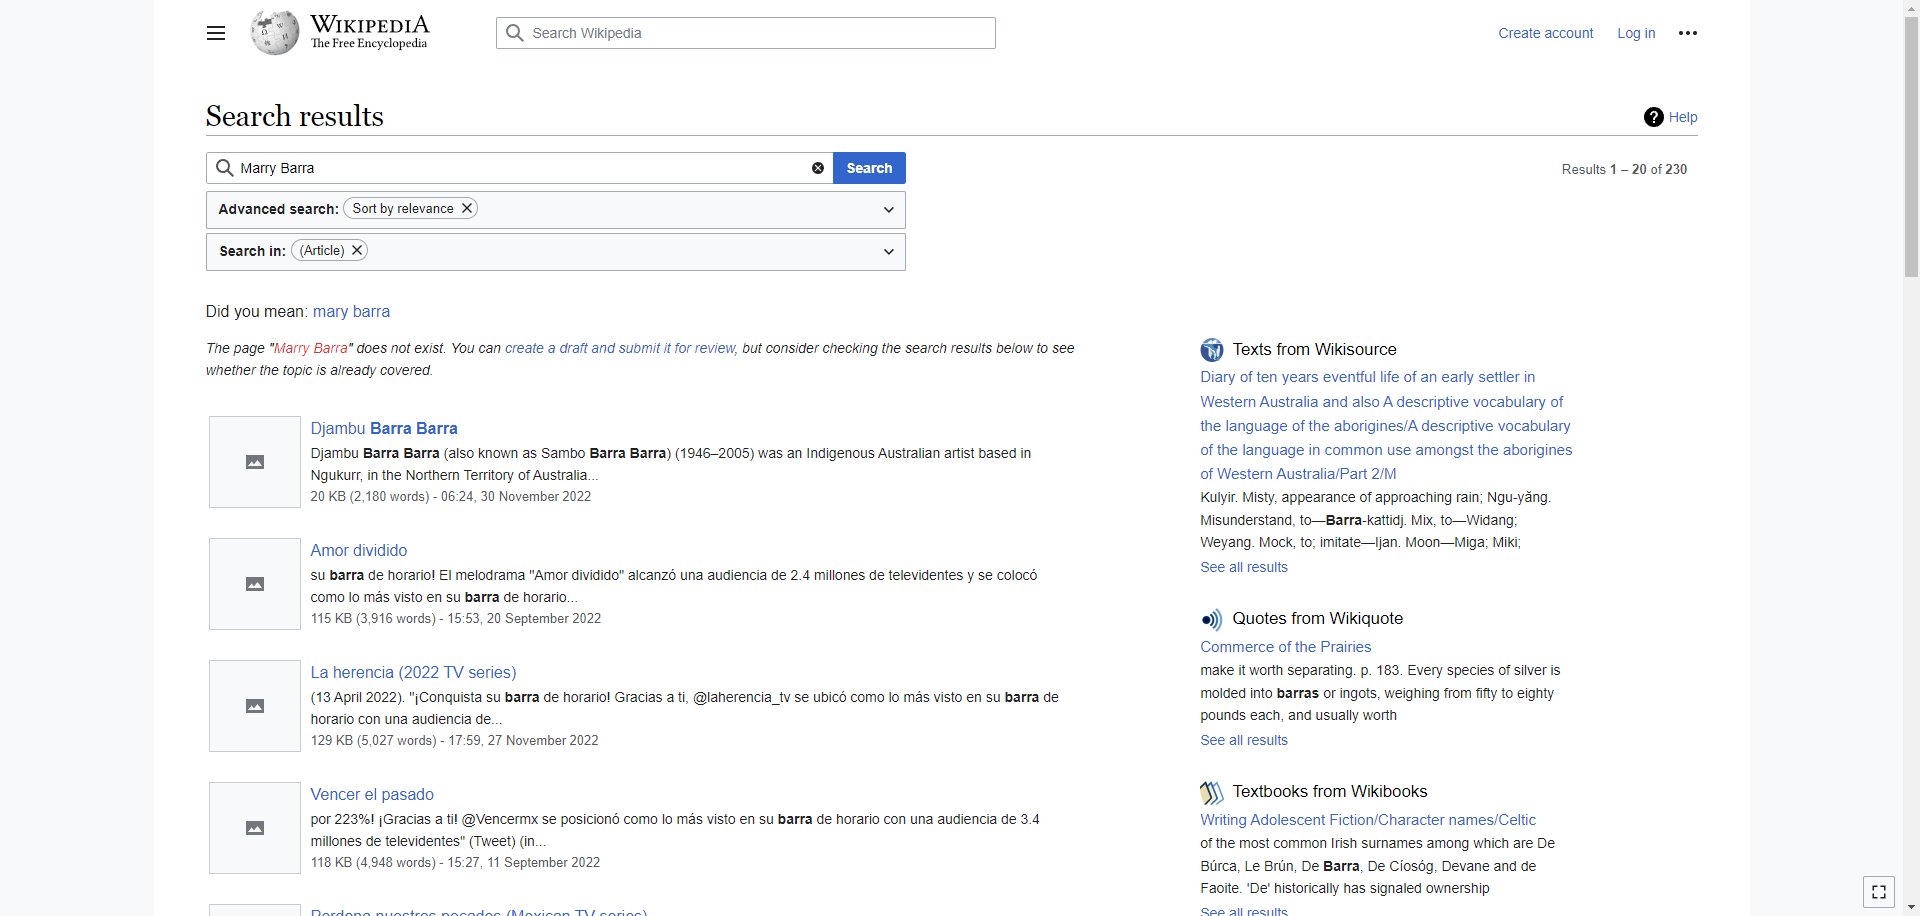 WIKIPEDIA
The Free Encyclopedia
Search Wikipedia
Create account
Log in
Search results
Help
Marry Barra
Search
Results 1 – 20 of 230
Advanced search: Sort by relevance
Search in: (Article)
Did you mean: mary barra
The page "Marry Barra" does not exist. You can create a draft and submit it for review, but consider checking the search results below to see
whether the topic is already covered.
Djambu Barra Barra
Djambu Barra Barra (also known as Sambo Barra Barra) (1946–2005) was an Indigenous Australian artist based in
Ngukurr, in the Northern Territory of Australia...
20 KB (2,180 words) - 06:24, 30 November 2022
Amor dividido
su barra de horario! El melodrama "Amor dividido" alcanzó una audiencia de 2.4 millones de televidentes y se colocó
como lo más visto en su barra de horario...
115 KB (3,916 words) - 15:53, 20 September 2022
La herencia (2022 TV series)
(13 April 2022). "¡Conquista su barra de horario! Gracias a ti, @laherencia_tv se ubicó como lo más visto en su barra de
horario con una audiencia de...
129 KB (5,027 words) - 17:59, 27 November 2022
Vencer el pasado
por 223%! ¡Gracias a ti! @Vencermx se posicionó como lo más visto en su barra de horario con una audiencia de 3.4
millones de televidentes" (Tweet) (in...
118 KB (4,948 words) - 15:27, 11 September 2022
Perdona nuestros pecados (Mexican TV series)
Texts from Wikisource
Diary of ten years eventful life of an early settler in
Western Australia and also A descriptive vocabulary of
the language of the aborigines/A descriptive vocabulary
of the language in common use amongst the aborigines
of Western Australia/Part 2/M
Kulyir. Misty, appearance of approaching rain; Ngu-yǎng.
Misunderstand, to—Barra-kattidj. Mix, to—Widang;
Weyang. Mock, to; imitate—Ijan. Moon—Miga; Miki;
See all results
Quotes from Wikiquote
Commerce of the Prairies
make it worth separating. p. 183. Every species of silver is
molded into barras or ingots, weighing from fifty to eighty
pounds each, and usually worth
See all results
Textbooks from Wikibooks
Writing Adolescent Fiction/Character names/Celtic
of the most common Irish surnames among which are De
Búrca, Le Brún, De Barra, De Cíosóg, Devane and de
Faoite. 'De' historically has signaled ownership
See all results